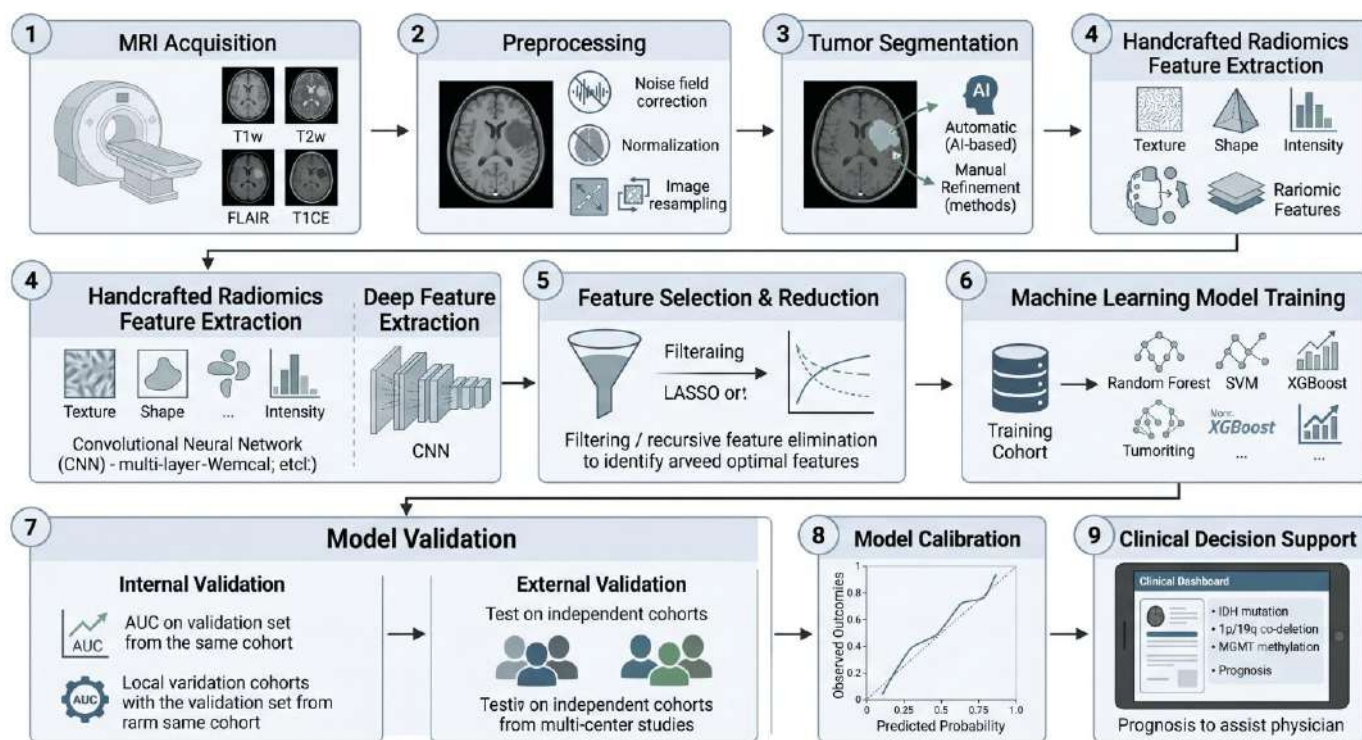 1
MRI Acquisition
T1w
T2w
FLAIR
T1CE
2
Preprocessing
Noise field
correction
Normalization
Image
resampling
3
Tumor Segmentation
AI
Automatic
(AI-based)
Manual
Refinement
(methods)
4
Handcrafted Radiomics
Feature Extraction
Texture
Shape
Intensity
Rariomic
Features
4
Handcrafted Radiomics
Feature Extraction
Texture
Shape
...
Intensity
Convolutional Neural Network
(CNN) - multi-layer-Wemcal; etcl:)
Deep Feature
Extraction
CNN
5
Feature Selection & Reduction
Filteraling
LASSO or:
Filtering / recursive feature elimination
to identify arveed optimal features
6
Machine Learning Model Training
Training
Cohort
Random Forest
SVM
XGBoost
Tumoriting
XGBoost
...
...
7
Model Validation
Internal Validation
AUC
AUC on validation set
from the same cohort
AUC
Local varidation cohorts
with the validation set from
rarm same cohort
External Validation
Test on independent cohorts
Testiv on independent cohorts
from multi-center studies
8
Model Calibration
Observed Outcomies
1
0.8
0.6
0.4
0.2
0
0
0.25
0.75
1.0
Predicted Probability
9
Clinical Decision Support
Clinical Dashboard
• IDH mutation
• 1p/19q co-deletion
• MGMT methylation
• Prognosis
Prognosis to assist physician